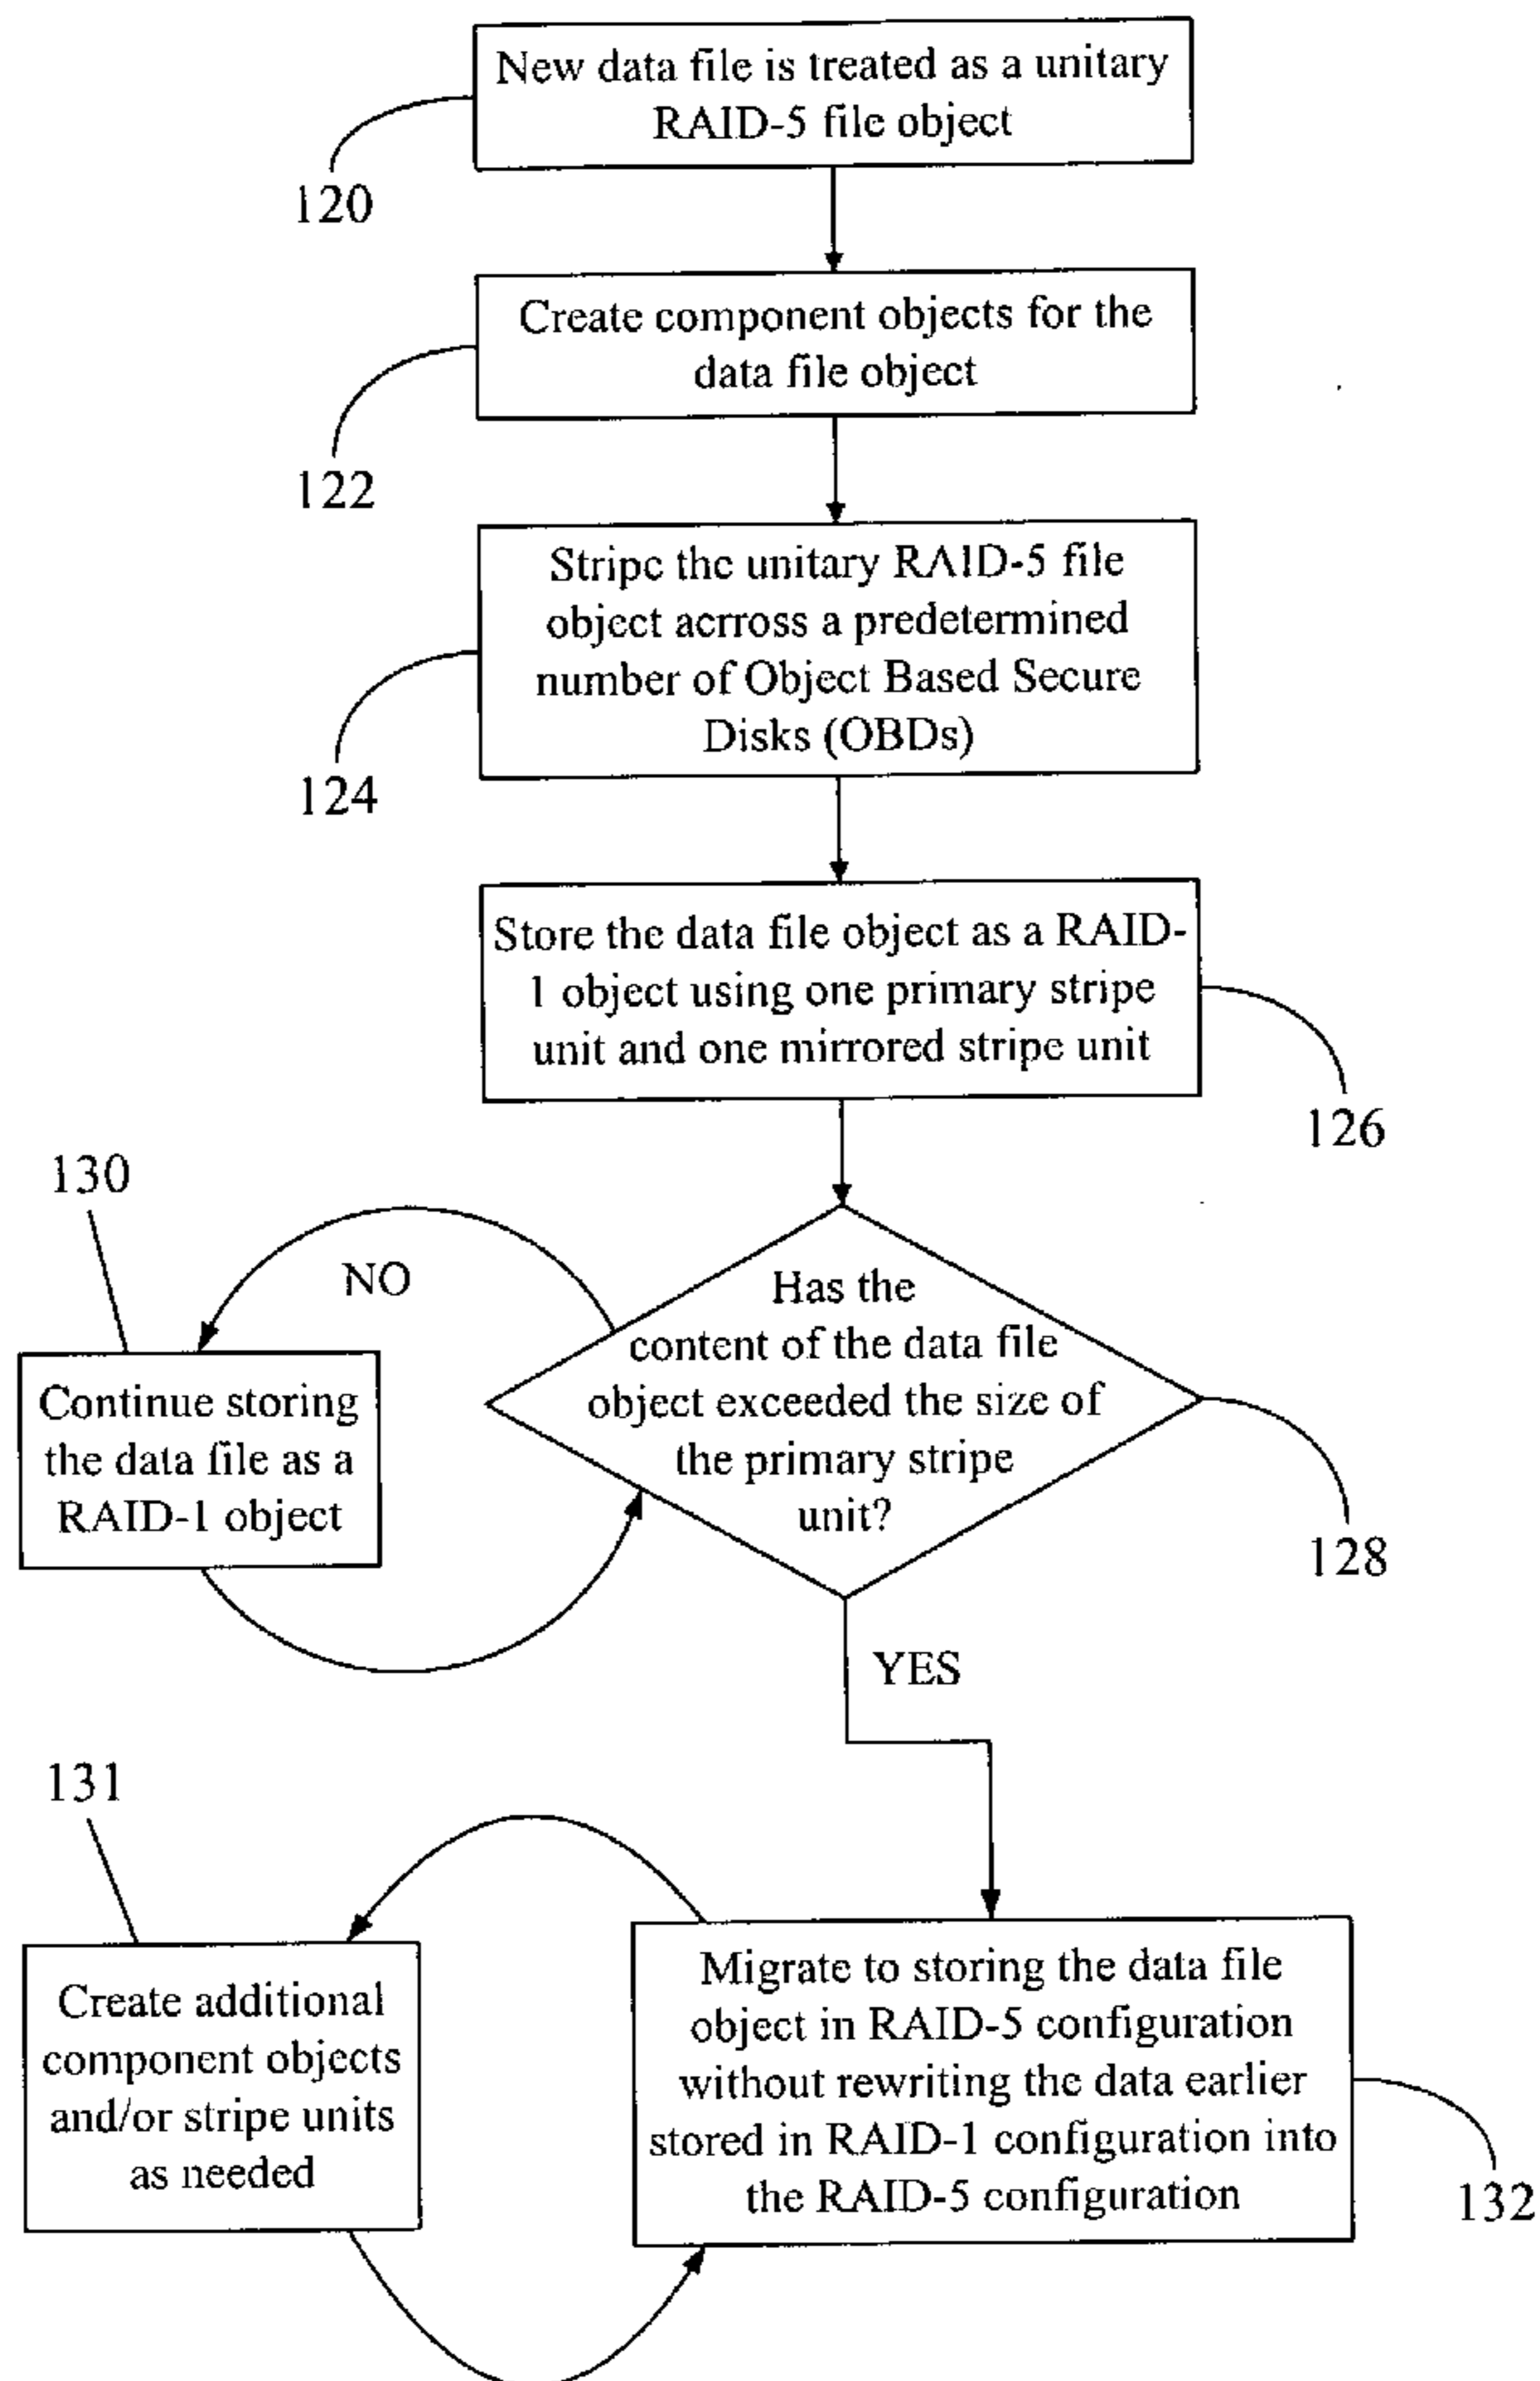 New data file is treated as a unitary
RAID-5 file object
120
Create component objects for the
data file object
122
Stripe the unitary RAID-5 file
object acrross a predetermined
number of Object Based Secure
Disks (OBDs)
124
Store the data file object as a RAID-
1 object using one primary stripe
unit and one mirrored stripe unit
126
130
NO
Has the
content of the data file
object exceeded the size of
the primary stripe
unit?
Continue storing
the data file as a
RAID-1 object
128
YES
131
Create additional
component objects
and/or stripe units
as needed
Migrate to storing the data file
object in RAID-5 configuration
without rewriting the data earlier
stored in RAID-1 configuration into
the RAID-5 configuration
132